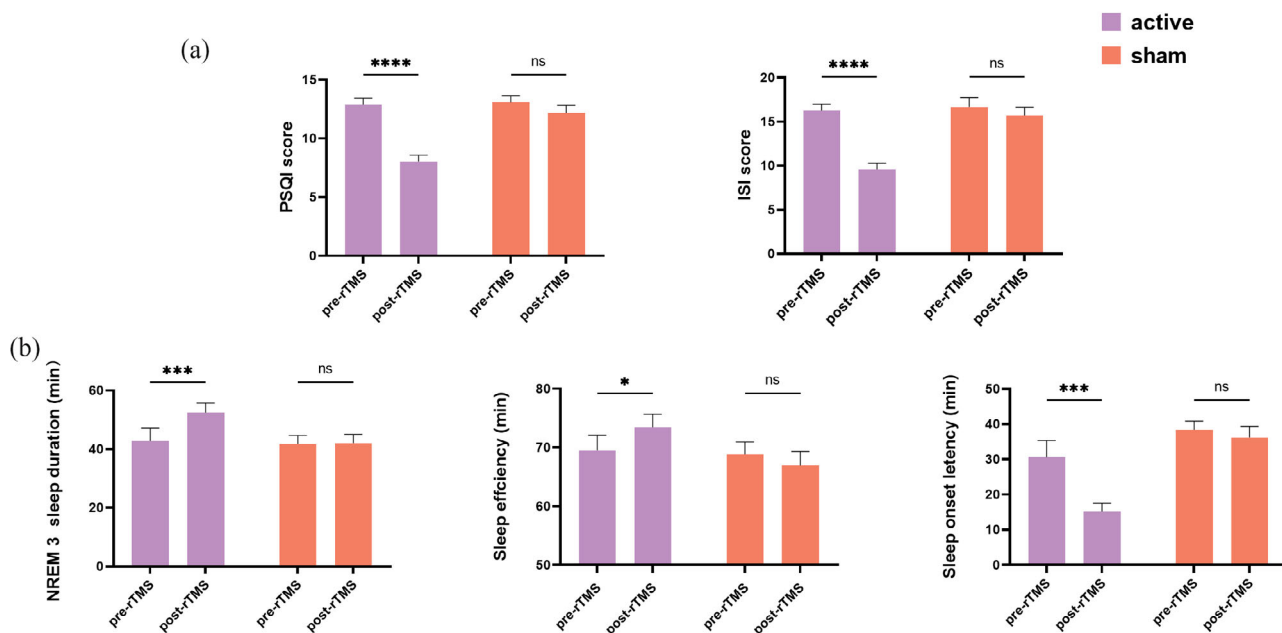 active
sham
(a)
PSQI score
15
10
5
0
****
ns
pre-rTMS
post-rTMS
pre-rTMS
post-rTMS
ISI score
20
15
10
5
0
****
ns
pre-rTMS
post-rTMS
pre-rTMS
post-rTMS
(b)
NREM 3 sleep duration (min)
60
40
20
0
***
ns
pre-rTMS
post-rTMS
pre-rTMS
post-rTMS
Sleep effciency (min)
80
70
60
50
*
ns
pre-rTMS
post-rTMS
pre-rTMS
post-rTMS
Sleep onset letency (min)
50
40
30
20
10
0
***
ns
pre-rTMS
post-rTMS
pre-rTMS
post-rTMS